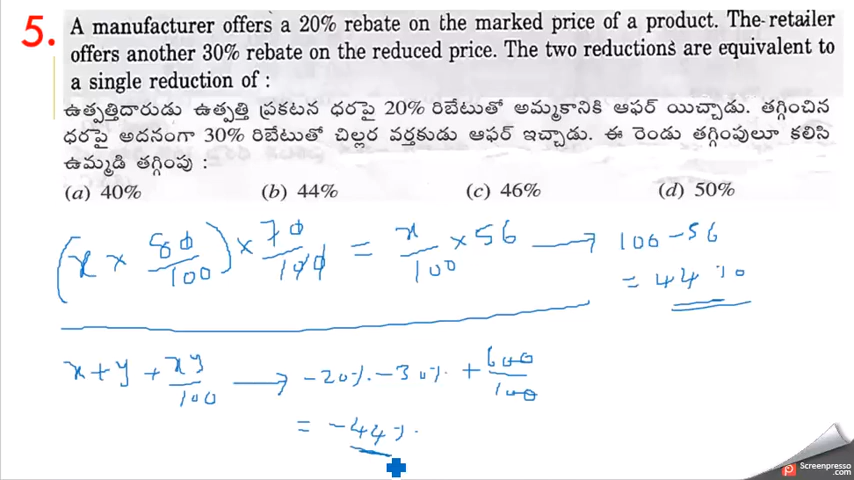 5. A manufacturer offers a 20% rebate on the marked price of a product. The retailer
offers another 30% rebate on the reduced price. The two reductions are equivalent to
a single reduction of :
ఉత్పత్తిదారుడు ఉత్పత్తి ప్రకటన ధరపై 20% రిబేటుతో అమ్మకానికి ఆఫర్ యిచ్చాడు. తగ్గించిన
ధరపై అదనంగా 30% రిబేటుతో చిల్లర వర్తకుడు ఆఫర్ ఇచ్చాడు. ఈ రెండు తగ్గింపులూ కలిసి
ఉమ్మడి తగ్గింపు :
(a) 40% (b) 44% (c) 46% (d) 50%
(x × 80/100) × 70/100 = x/100 × 56 → 100 - 56
= 44%
x + y + xy/100 → -20% - 30% + 600/100
= -44%
Screenpresso.com